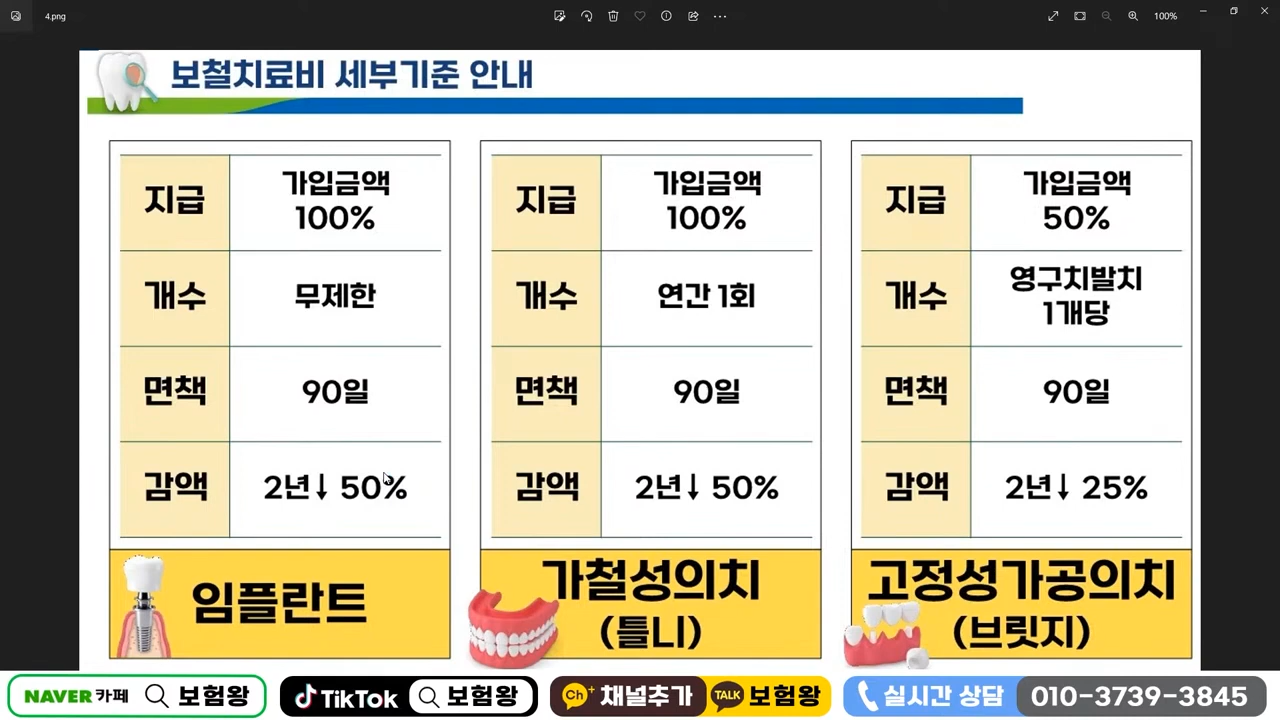 4.png
100%
보철치료비 세부기준 안내
지급
가입금액
100%
개수
무제한
면책
90일
감액
2년↓ 50%
임플란트
지급
가입금액
100%
개수
연간 1회
면책
90일
감액
2년↓ 50%
가철성의치
(틀니)
지급
가입금액
50%
개수
영구치발치
1개당
면책
90일
감액
2년↓ 25%
고정성가공의치
(브릿지)
NAVER 카페 보험왕
TikTok 보험왕
Ch+ 채널추가 TALK 보험왕
실시간 상담 010-3739-3845